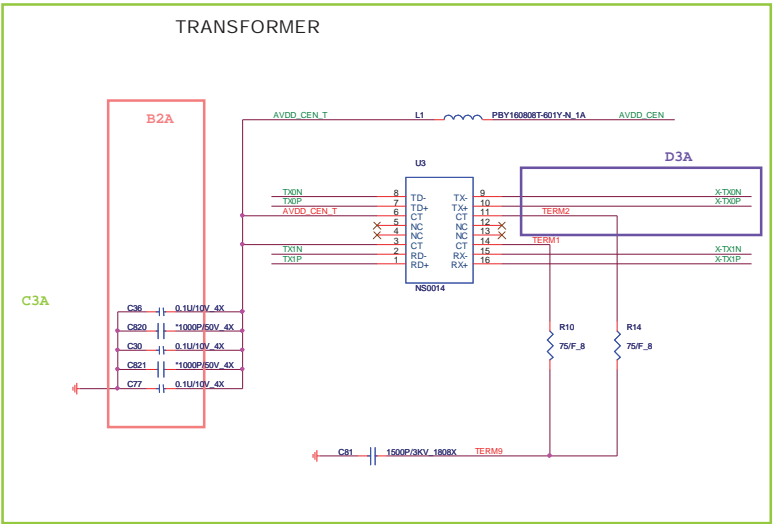 TRANSFORMER
B2A
AVDD_CEN_T L1 PBY160808T-601Y-N_1A AVDD_CEN
D3A
U3
TX0N 8 TD- TX- 9 X-TX0N
TX0P 7 TD+ TX+ 10 X-TX0P
AVDD_CEN_T 6 CT CT 11 TERM2
5 NC NC 12
4 NC NC 13
3 CT CT 14 TERM1
TX1N 2 RD- RX- 15 X-TX1N
TX1P 1 RD+ RX+ 16 X-TX1P
NS0014
C3A
C36 0.1U/10V_4X
C820 *1000P/50V_4X
C30 0.1U/10V_4X
C821 *1000P/50V_4X
C77 0.1U/10V_4X
R10 R14
75/F_8 75/F_8
C81 1500P/3KV_1808X TERM9